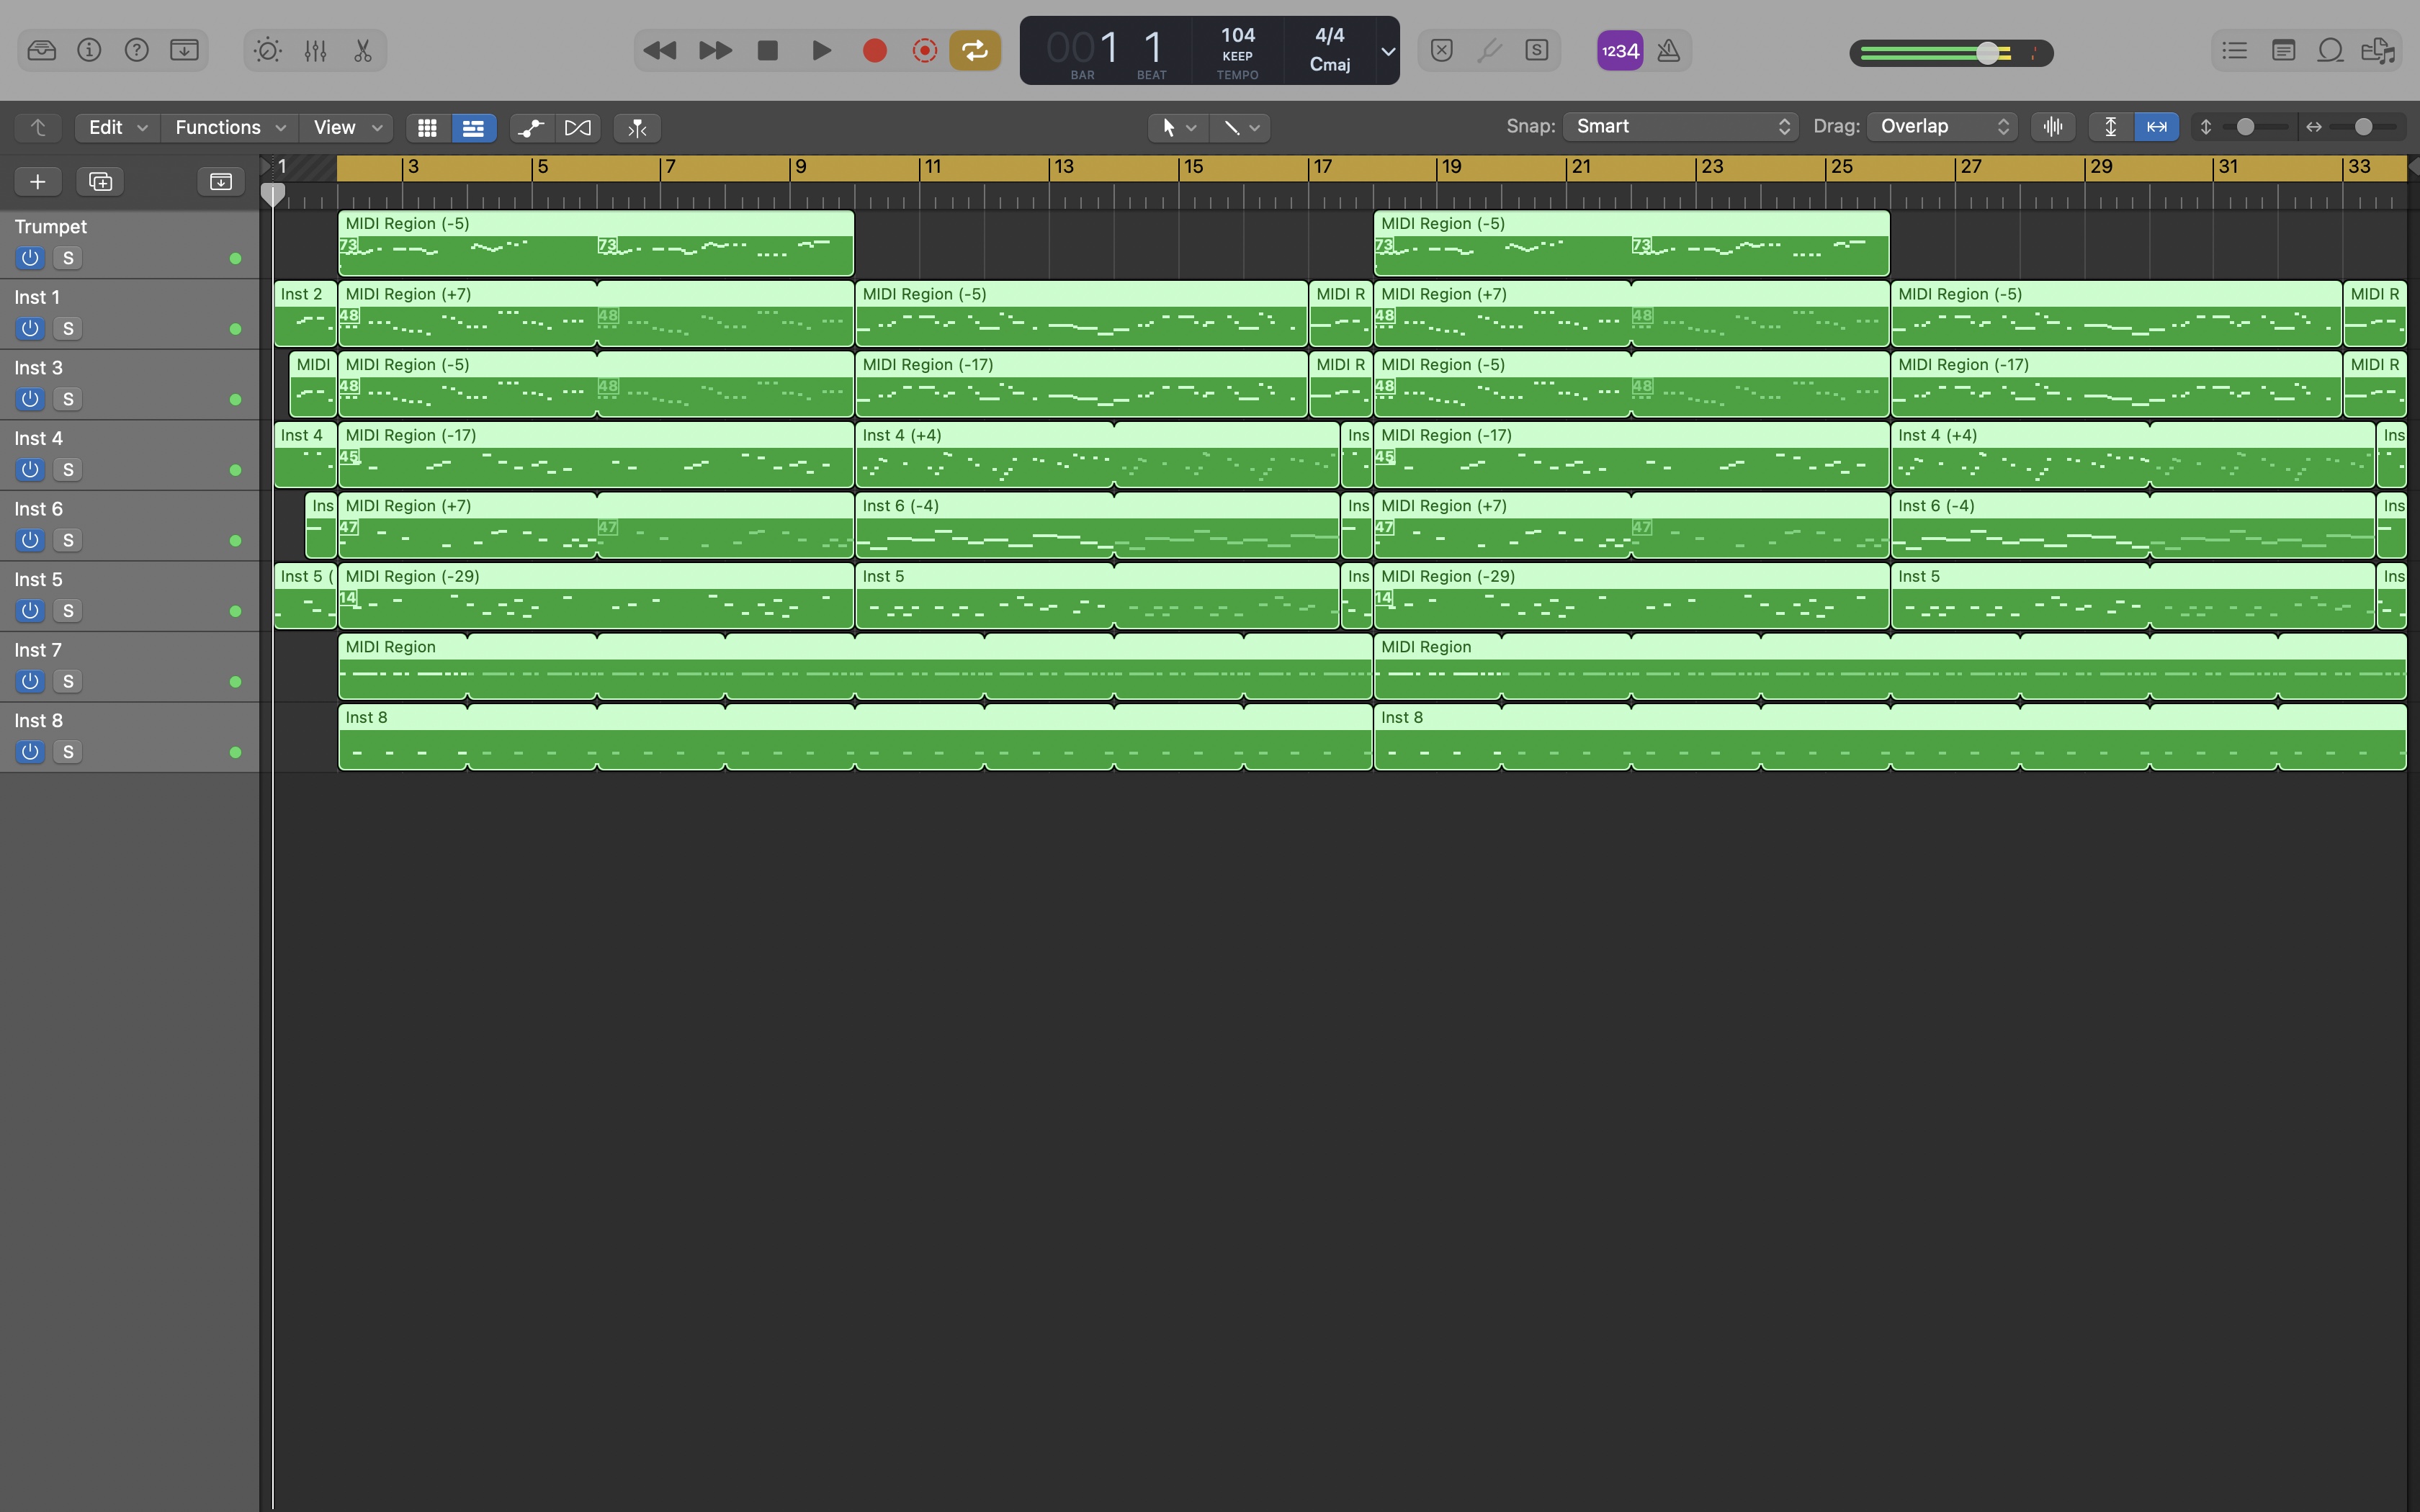 001 1 104 4/4
KEEP Cmaj
BAR BEAT TEMPO
S
1234
Edit Functions View Snap: Smart Drag: Overlap
1 3 5 7 9 11 13 15 17 19 21 23 25 27 29 31 33
Trumpet
S
MIDI Region (-5) MIDI Region (-5)
73 73 73 73
Inst 1
S
Inst 2 MIDI Region (+7) MIDI Region (-5) MIDI R MIDI Region (+7) MIDI Region (-5) MIDI R
48 48 48 48
Inst 3
S
MIDI MIDI Region (-5) MIDI Region (-17) MIDI R MIDI Region (-5) MIDI Region (-17) MIDI R
48 48 48 48
Inst 4
S
Inst 4 MIDI Region (-17) Inst 4 (+4) Ins MIDI Region (-17) Inst 4 (+4) Ins
45 45
Inst 6
S
Ins MIDI Region (+7) Inst 6 (-4) Ins MIDI Region (+7) Inst 6 (-4) Ins
47 47 47 47
Inst 5
S
Inst 5 ( MIDI Region (-29) Inst 5 Ins MIDI Region (-29) Inst 5 Ins
14 14
Inst 7
S
MIDI Region MIDI Region
Inst 8
S
Inst 8 Inst 8